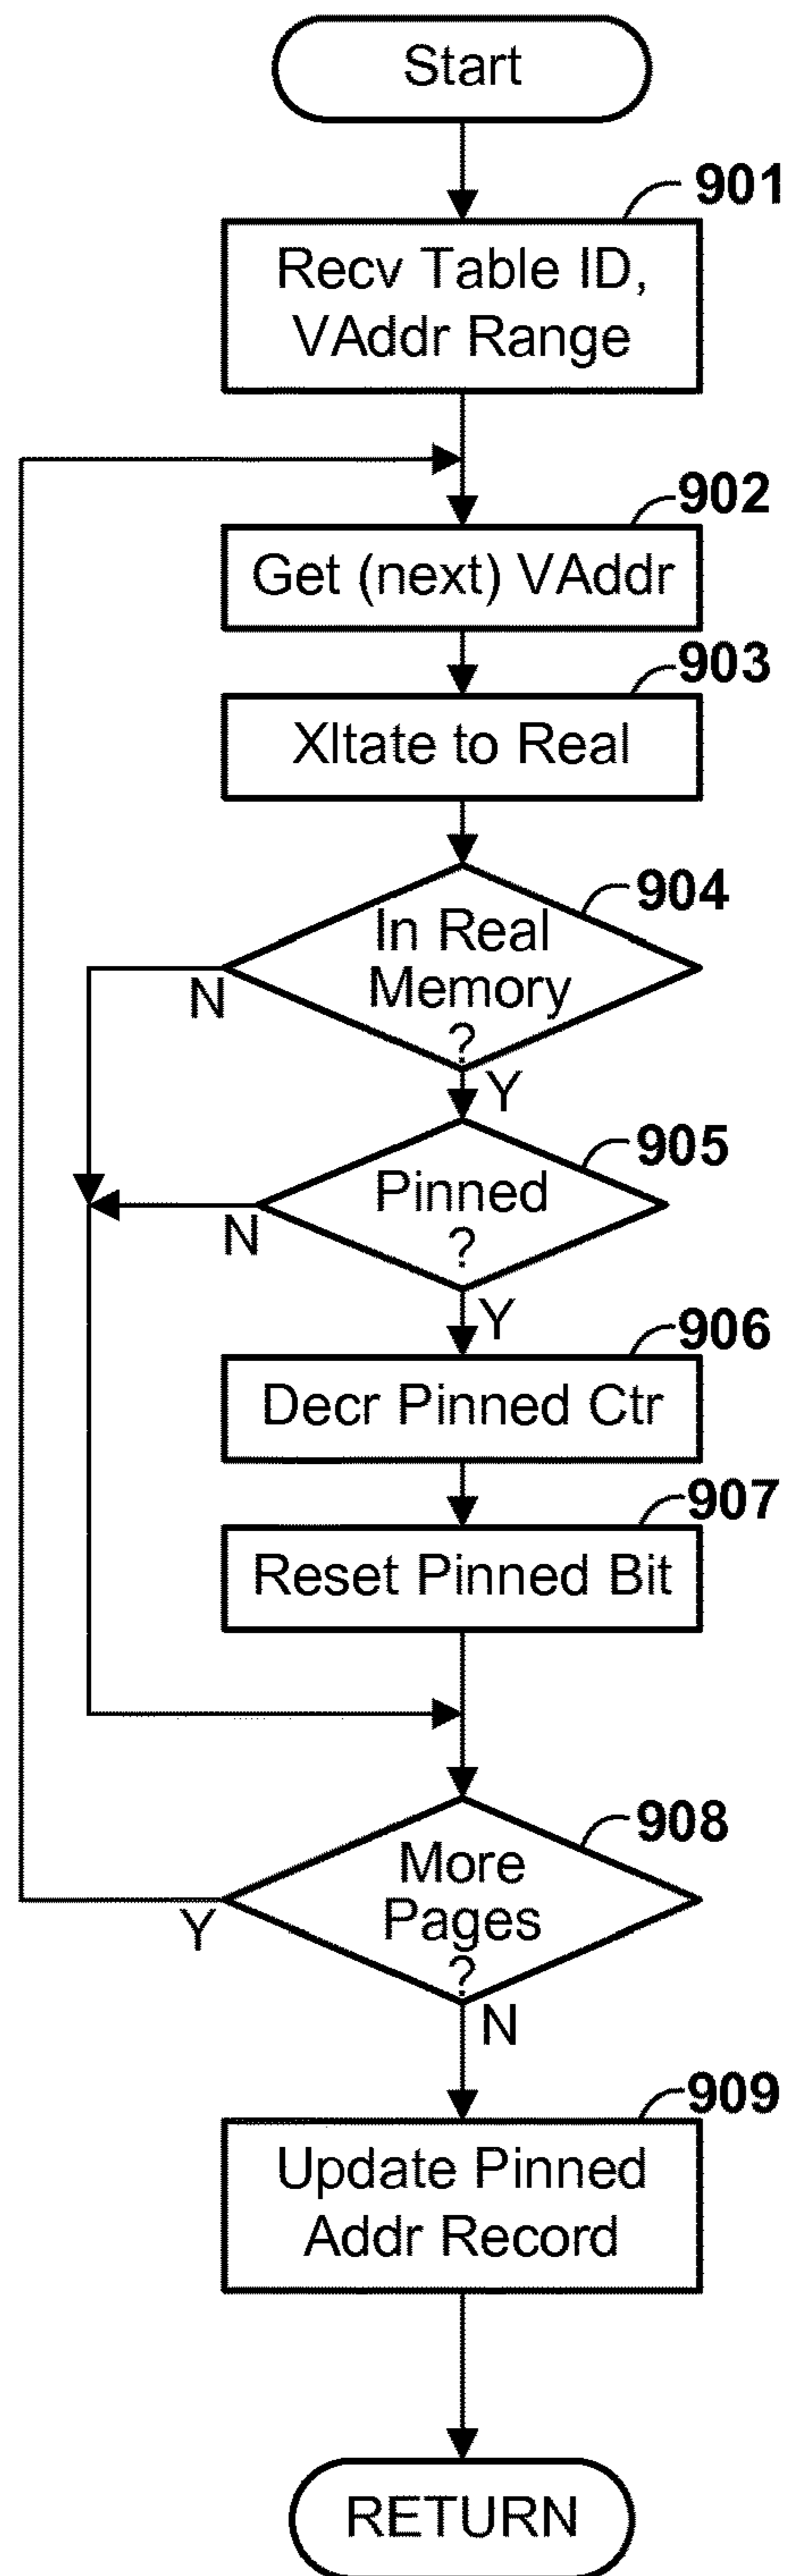 Start
901
Recv Table ID,
VAddr Range
902
Get (next) VAddr
903
Xltate to Real
904
In Real
Memory
?
N
Y
905
Pinned
?
N
Y
906
Decr Pinned Ctr
907
Reset Pinned Bit
908
More
Pages
?
Y
N
909
Update Pinned
Addr Record
RETURN